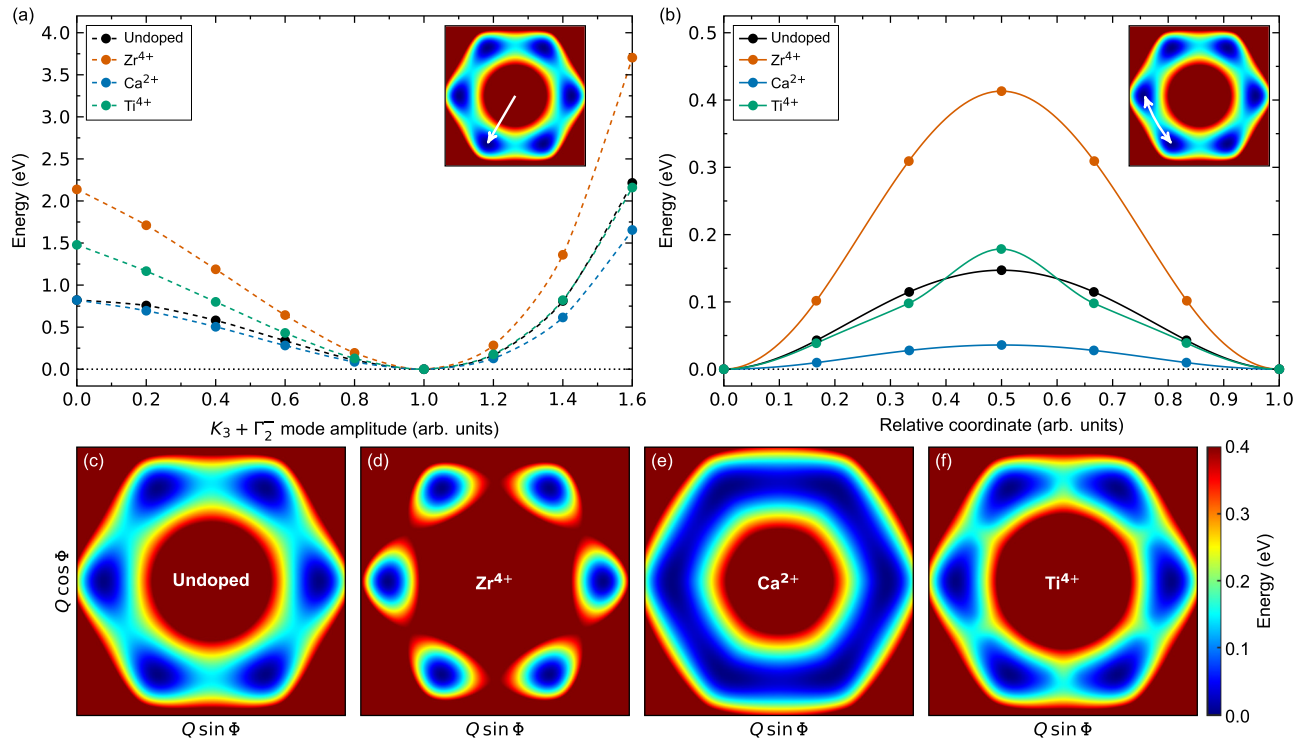 (a)
Undoped
Zr⁴⁺
Ca²⁺
Ti⁴⁺
Energy (eV)
4.0
3.5
3.0
2.5
2.0
1.5
1.0
0.5
0.0
0.0 0.2 0.4 0.6 0.8 1.0 1.2 1.4 1.6
K₃ + Γ₂⁻ mode amplitude (arb. units)
(b)
Undoped
Zr⁴⁺
Ca²⁺
Ti⁴⁺
Energy (eV)
0.5
0.4
0.3
0.2
0.1
0.0
0.0 0.1 0.2 0.3 0.4 0.5 0.6 0.7 0.8 0.9 1.0
Relative coordinate (arb. units)
(c)
Undoped
Q cos Φ
Q sin Φ
(d)
Zr⁴⁺
Q sin Φ
(e)
Ca²⁺
Q sin Φ
(f)
Ti⁴⁺
Q sin Φ
0.4
0.3
0.2
0.1
0.0
Energy (eV)